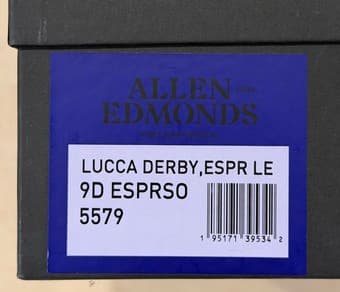 ALLEN
EDMONDS
LUCCA DERBY,ESPR LE
9D ESPRSO
5579
1 95171 39534 2